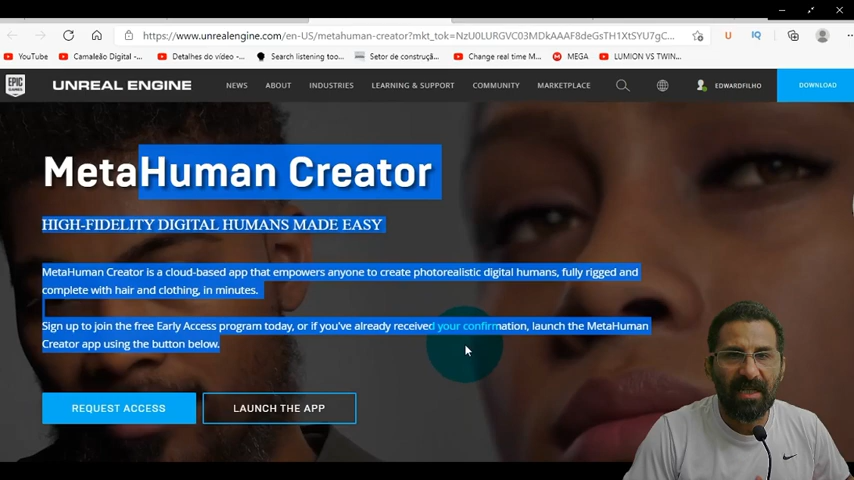 https://www.unrealengine.com/en-US/metahuman-creator?mkt_tok=NzU0LURGVC03MDkAAAF8deGsTH1XtSYU7gC...
YouTube
Camaleão Digital -...
Detalhes do vídeo -...
Search listening too...
Setor de construçã...
Change real time M...
MEGA
LUMION VS TWIN...
EPIC GAMES
UNREAL ENGINE
NEWS
ABOUT
INDUSTRIES
LEARNING & SUPPORT
COMMUNITY
MARKETPLACE
EDWARDFILHO
DOWNLOAD
MetaHuman Creator
HIGH-FIDELITY DIGITAL HUMANS MADE EASY
MetaHuman Creator is a cloud-based app that empowers anyone to create photorealistic digital humans, fully rigged and
complete with hair and clothing, in minutes.
Sign up to join the free Early Access program today, or if you've already received your confirmation, launch the MetaHuman
Creator app using the button below.
REQUEST ACCESS
LAUNCH THE APP